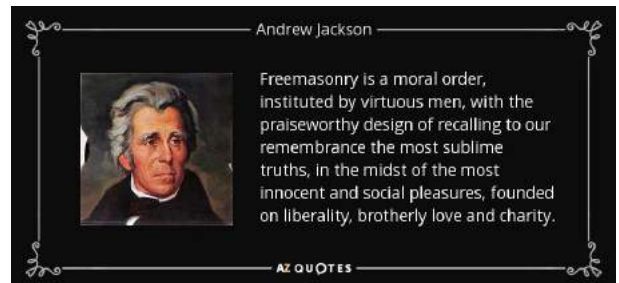 Andrew Jackson
Freemasonry is a moral order,
instituted by virtuous men, with the
praiseworthy design of recalling to our
remembrance the most sublime
truths, in the midst of the most
innocent and social pleasures, founded
on liberality, brotherly love and charity.
AZ QUOTES